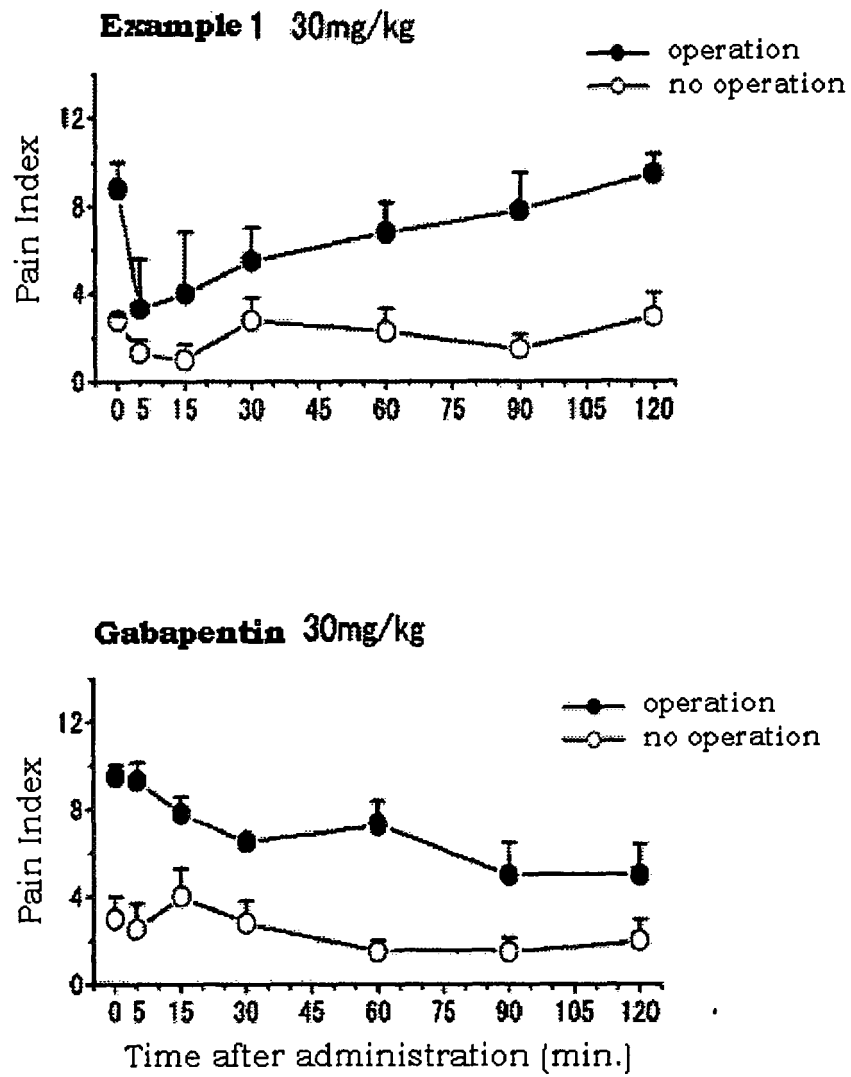 Example 1 30mg/kg
operation
no operation
12
8
4
0
Pain Index
0 5 15 30 45 60 75 90 105 120
Gabapentin 30mg/kg
operation
no operation
12
8
4
0
Pain Index
0 5 15 30 45 60 75 90 105 120
Time after administration (min.)